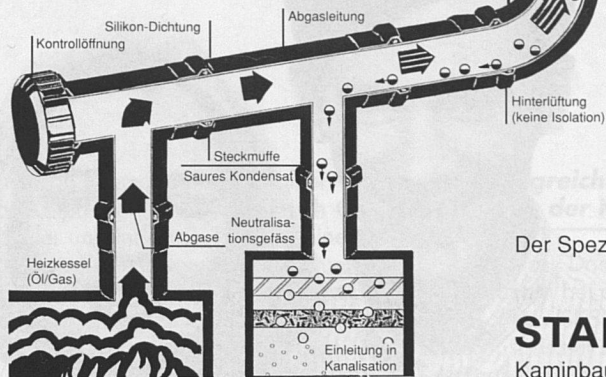 Silikon-Dichtung
Abgasleitung
Kontrollöffnung
Hinterlüftung
(keine Isolation)
Steckmuffe
Saures Kondensat
Abgase
Neutralisa-
tionsgefäss
Heizkessel
(Öl/Gas)
Einleitung in
Kanalisation
Der Spez
STA
Kaminbau